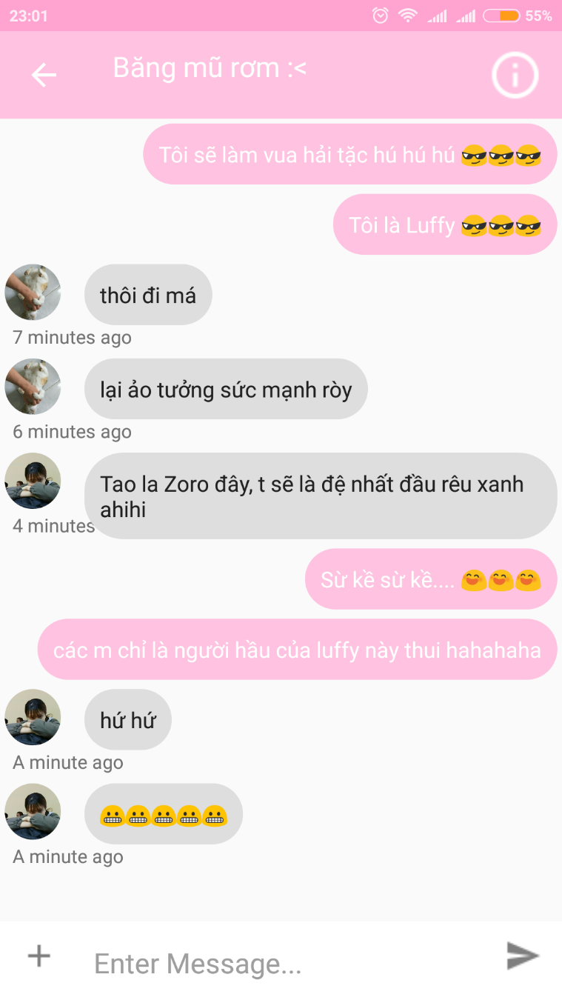 23:01
55%
Băng mũ rơm :<
Tôi sẽ làm vua hải tặc hú hú hú 😎😎😎
Tôi là Luffy 😎😎😎
thôi đi má
7 minutes ago
lại ảo tưởng sức mạnh ròy
6 minutes ago
Tao la Zoro đây, t sẽ là đệ nhất đầu rêu xanh
ahihi
4 minutes
Sừ kề sừ kề.... 😄😄😄
các m chỉ là người hầu của luffy này thui hahahaha
hứ hứ
A minute ago
😬😬😬😬😬
A minute ago
Enter Message...